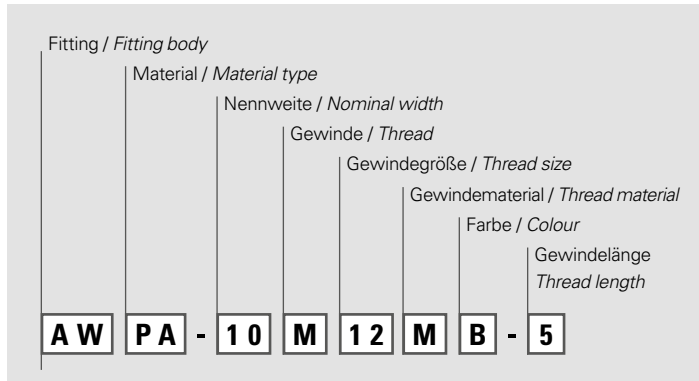 Fitting / Fitting body
Material / Material type
Nennweite / Nominal width
Gewinde / Thread
Gewindegröße / Thread size
Gewindematerial / Thread material
Farbe / Colour
Gewindelänge
Thread length
AW PA - 10 M 12 M B - 5